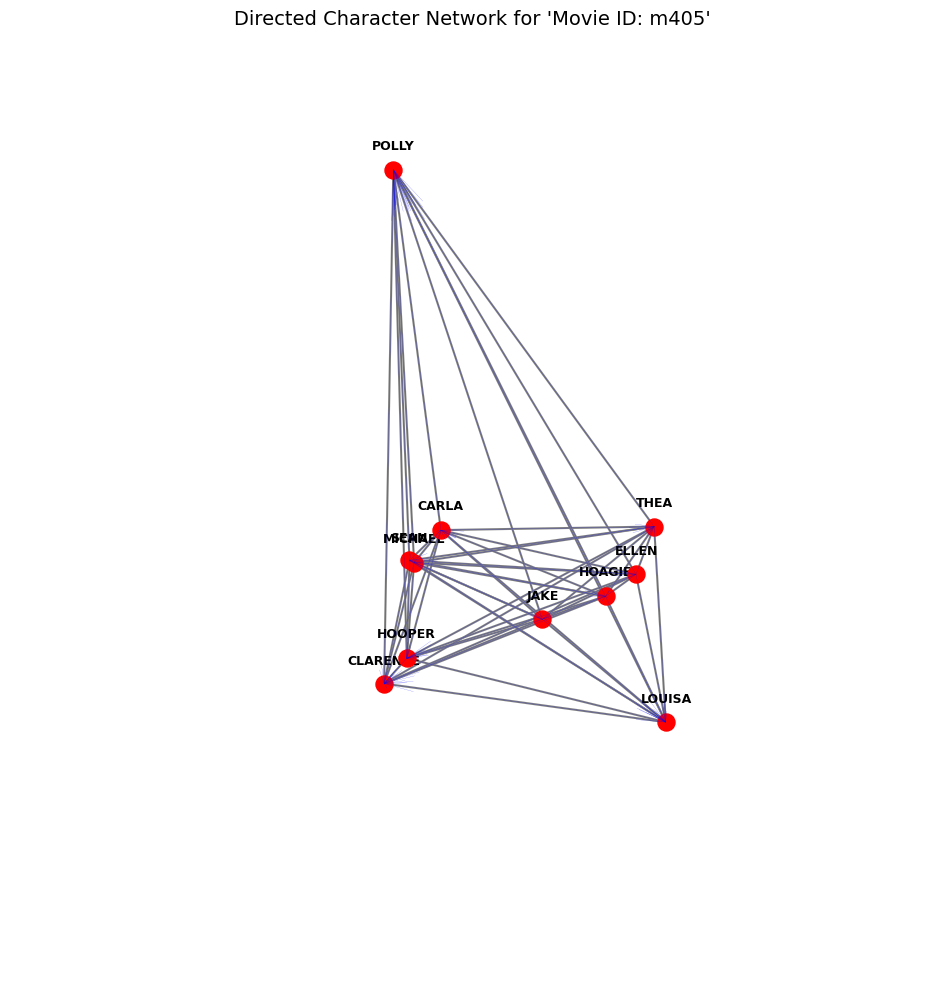 Directed Character Network for 'Movie ID: m405'
POLLY
CARLA
THEA
SEAN
MICHAEL
ELLEN
HOAGIE
JAKE
HOOPER
CLARENCE
LOUISA